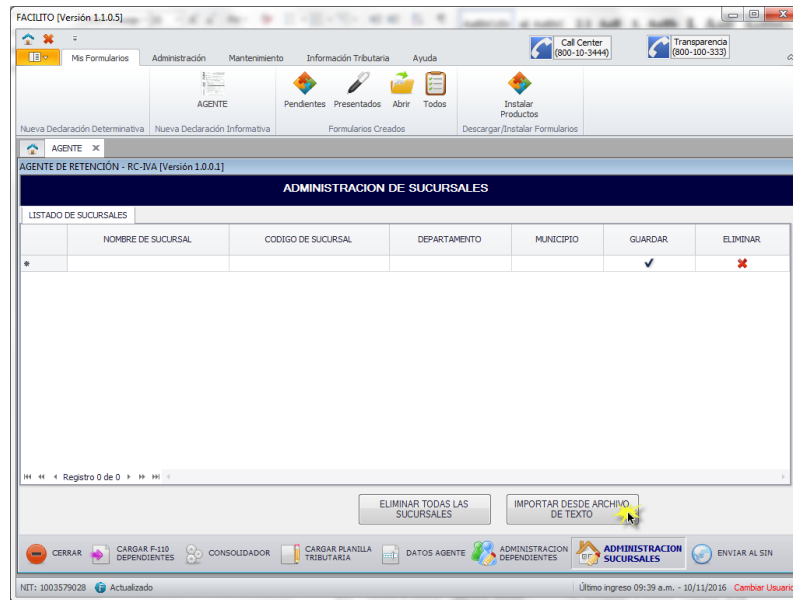 FACILITO [Versión 1.1.0.5]
Call Center
(800-10-3444)
Transparencia
(800-100-333)
Mis Formularios Administración Mantenimiento Información Tributaria Ayuda
AGENTE Pendientes Presentados Abrir Todos Instalar
Productos
Nueva Declaración Determinativa Nueva Declaración Informativa Formularios Creados Descargar/Instalar Formularios
AGENTE
AGENTE DE RETENCIÓN - RC-IVA [Versión 1.0.0.1]
ADMINISTRACION DE SUCURSALES
LISTADO DE SUCURSALES
NOMBRE DE SUCURSAL CODIGO DE SUCURSAL DEPARTAMENTO MUNICIPIO GUARDAR ELIMINAR
Registro 0 de 0
ELIMINAR TODAS LAS
SUCURSALES
IMPORTAR DESDE ARCHIVO
DE TEXTO
CERRAR
CARGAR F-110
DEPENDIENTES
CONSOLIDADOR
CARGAR PLANILLA
TRIBUTARIA
DATOS AGENTE
ADMINISTRACION
DEPENDIENTES
ADMINISTRACION
SUCURSALES
ENVIAR AL SIN
NIT: 1003579028 Actualizado Último ingreso 09:39 a.m. - 10/11/2016 Cambiar Usuario